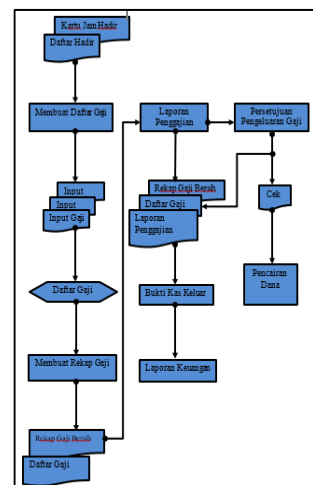 Kartu Jam Hadir
Daftar Hadir
Membuat Daftar Gaji
Input
Input
Input Gaji
Daftar Gaji
Membuat Rekap Gaji
Rekap Gaji Bersih
Daftar Gaji
Laporan
Penggajian
Rekap Gaji Bersih
Daftar Gaji
Laporan
Penggajian
Bukti Kas Keluar
Laporan Keuangan
Persetujuan
Pengeluaran Gaji
Cek
Pencairan
Dana